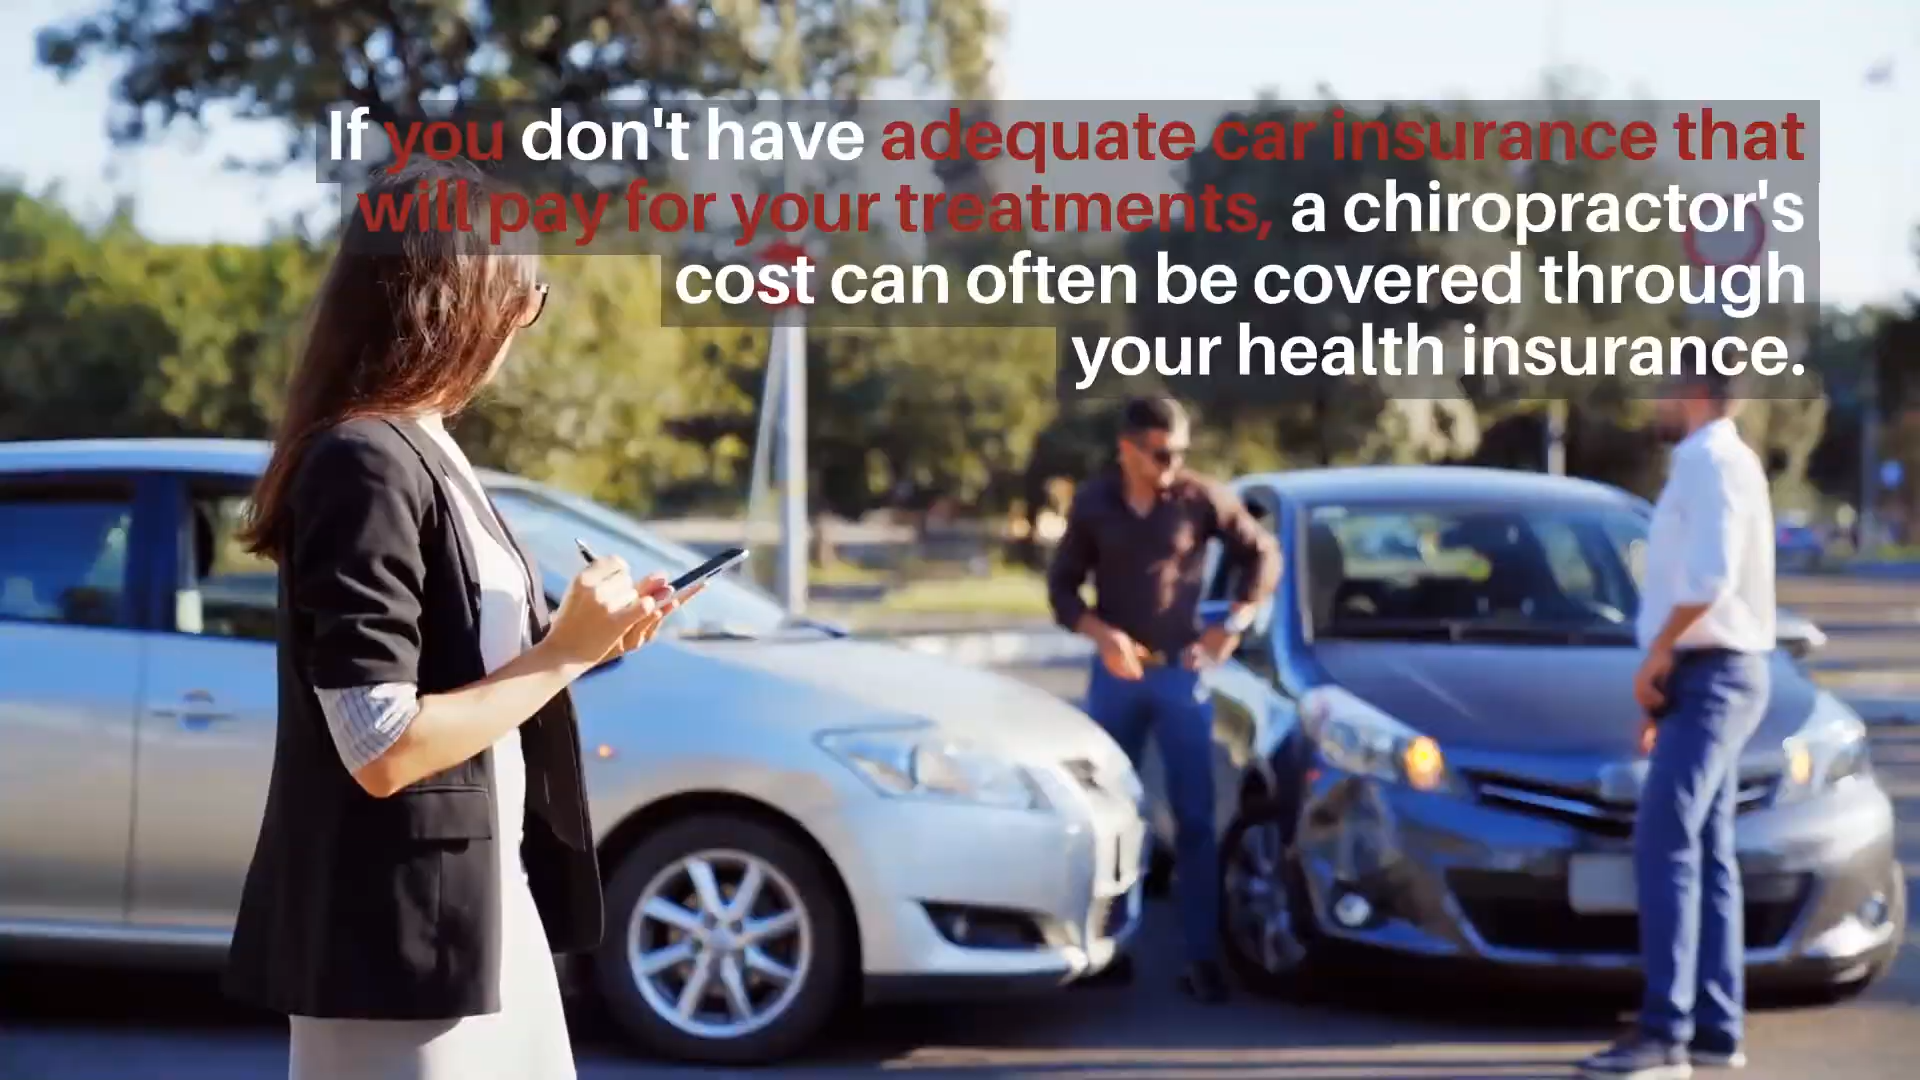 If you don't have adequate car insurance that
will pay for your treatments, a chiropractor's
cost can often be covered through
your health insurance.